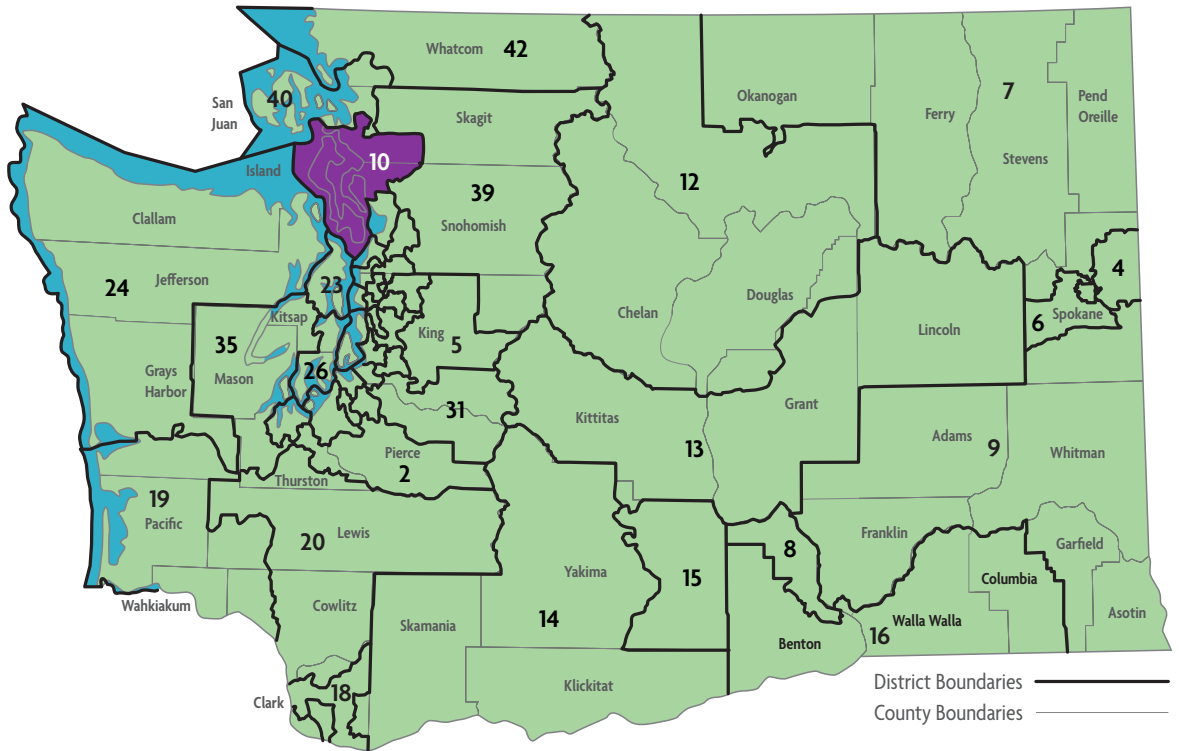 Whatcom 42
San
Juan
40
Skagit
Okanogan
Ferry
7
Pend
Oreille
Stevens
Island
10
12
39
Snohomish
Clallam
24
Jefferson
23
Kitsap
Chelan
Douglas
4
Spokane
6
Lincoln
King
5
35
Mason
Grays
Harbor
26
31
Kittitas
Grant
13
Adams
9
Whitman
Pierce
2
Thurston
19
Pacific
20
Lewis
Yakima
14
15
8
Franklin
Garfield
Columbia
Asotin
Wahkiakum
Cowlitz
Skamania
Benton
16
Walla Walla
Klickitat
Clark
18
District Boundaries
County Boundaries